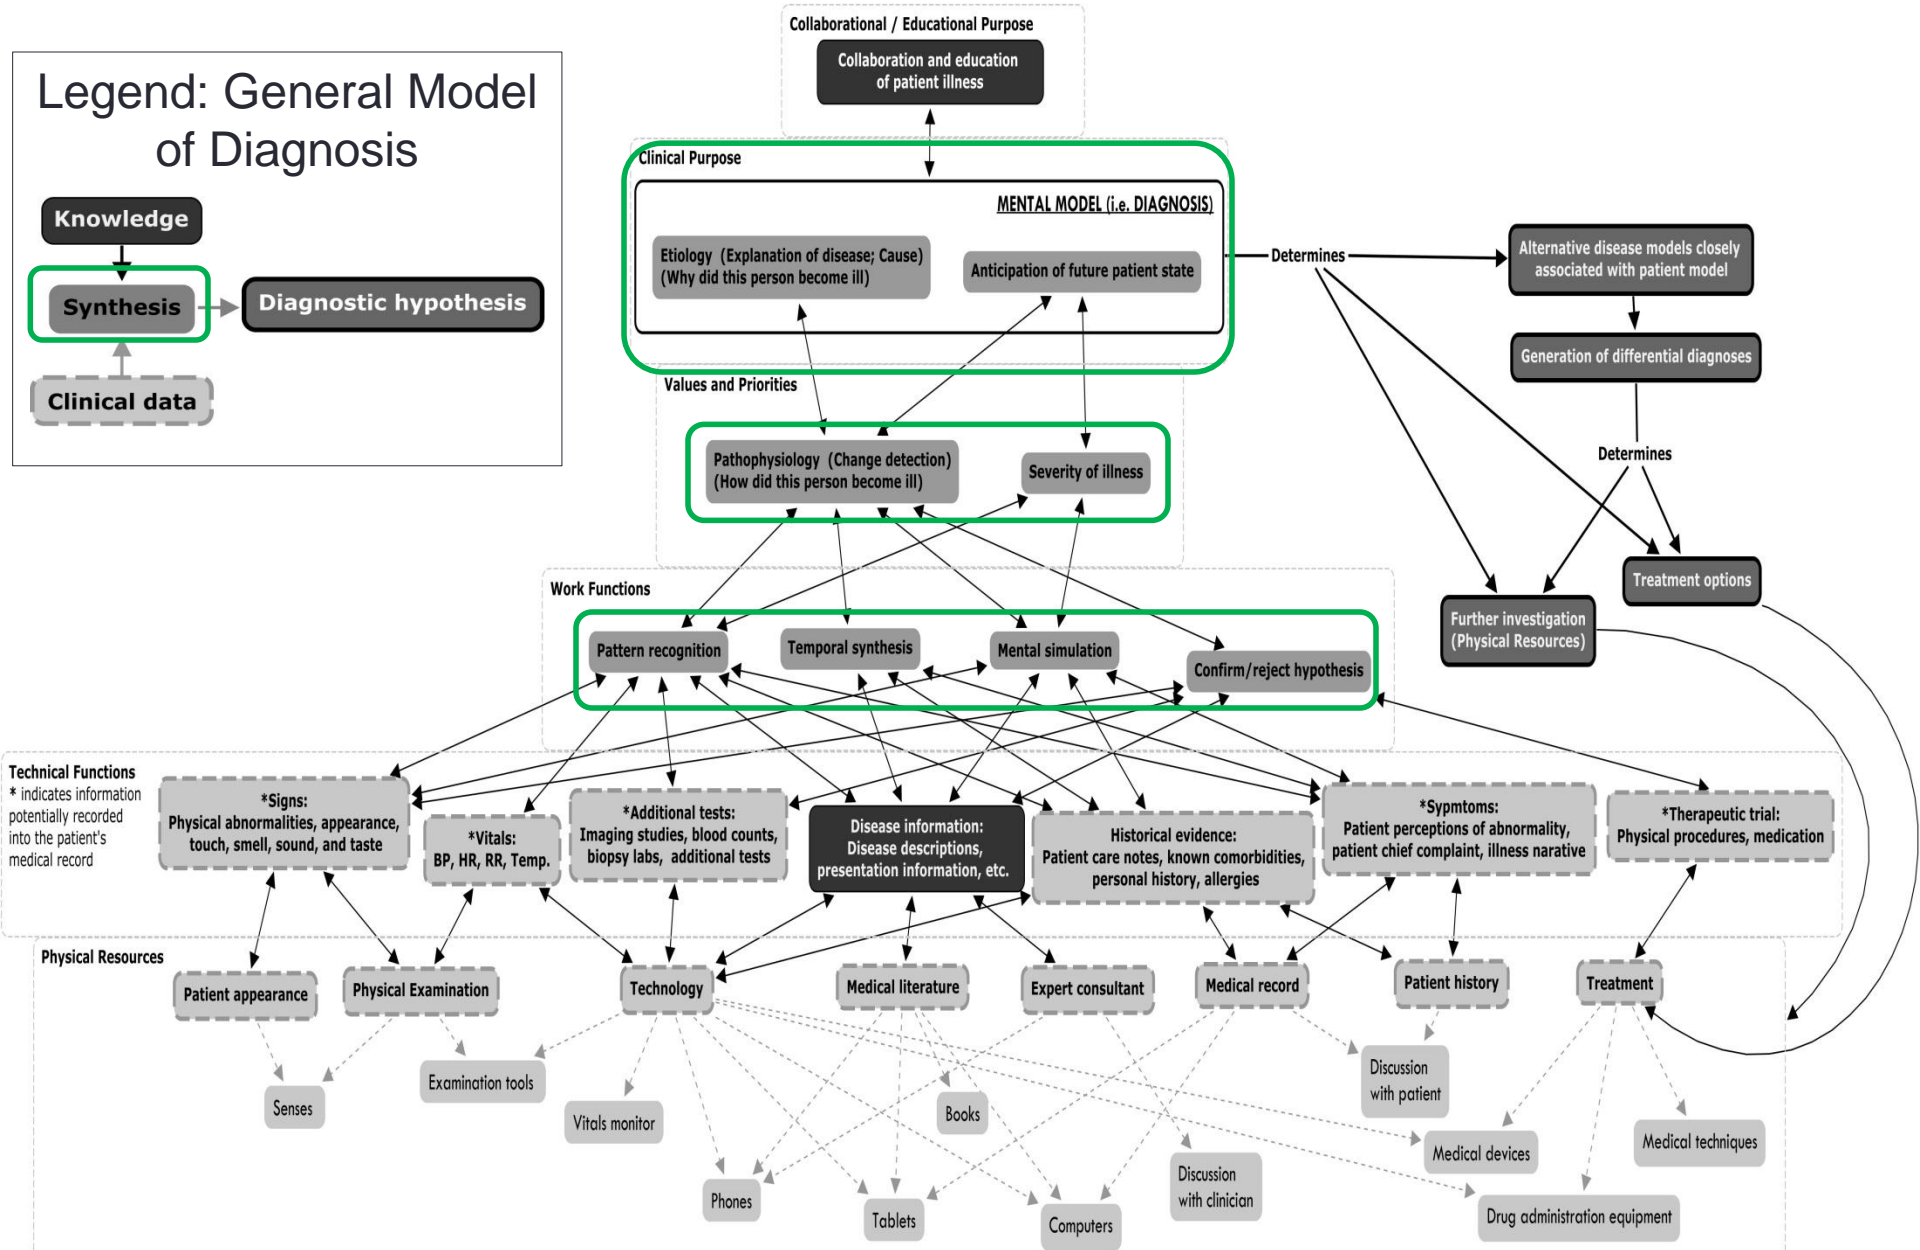 Legend: General Model
of Diagnosis
Knowledge
Synthesis
Diagnostic hypothesis
Clinical data
Collaborational / Educational Purpose
Collaboration and education
of patient illness
Clinical Purpose
MENTAL MODEL (i.e. DIAGNOSIS)
Etiology (Explanation of disease; Cause)
(Why did this person become ill)
Anticipation of future patient state
Determines
Alternative disease models closely
associated with patient model
Generation of differential diagnoses
Determines
Treatment options
Further investigation
(Physical Resources)
Values and Priorities
Pathophysiology (Change detection)
(How did this person become ill)
Severity of illness
Work Functions
Pattern recognition
Temporal synthesis
Mental simulation
Confirm/reject hypothesis
Technical Functions
* indicates information
potentially recorded
into the patient's
medical record
*Signs:
Physical abnormalities, appearance,
touch, smell, sound, and taste
*Vitals:
BP, HR, RR, Temp.
*Additional tests:
Imaging studies, blood counts,
biopsy labs, additional tests
Disease information:
Disease descriptions,
presentation information, etc.
Historical evidence:
Patient care notes, known comorbidities,
personal history, allergies
*Sypmtoms:
Patient perceptions of abnormality,
patient chief complaint, illness narative
*Therapeutic trial:
Physical procedures, medication
Physical Resources
Patient appearance
Physical Examination
Technology
Medical literature
Expert consultant
Medical record
Patient history
Treatment
Senses
Examination tools
Vitals monitor
Phones
Tablets
Books
Computers
Discussion
with clinician
Discussion
with patient
Medical devices
Drug administration equipment
Medical techniques